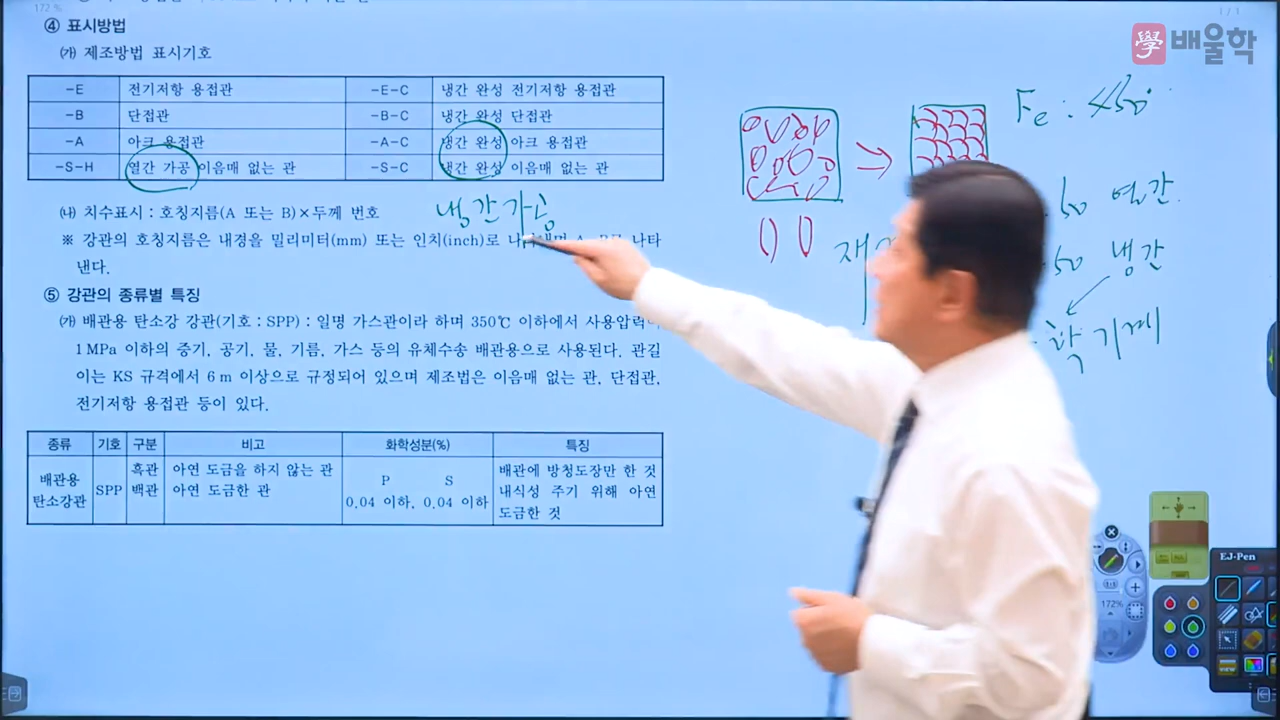 172 %
1 / 1
學 배울학
④ 표시방법
㈎ 제조방법 표시기호
-E 전기저항 용접관 -E-C 냉간 완성 전기저항 용접관
-B 단접관 -B-C 냉간 완성 단접관
-A 아크 용접관 -A-C 냉간 완성 아크 용접관
-S-H 열간 가공 이음매 없는 관 -S-C 냉간 완성 이음매 없는 관
㈏ 치수표시 : 호칭지름(A 또는 B)×두께 번호
냉간가공
※ 강관의 호칭지름은 내경을 밀리미터(mm) 또는 인치(inch)로 나타
낸다.
⑤ 강관의 종류별 특징
㈎ 배관용 탄소강 강관(기호 : SPP) : 일명 가스관이라 하며 350℃ 이하에서 사용압력이
1 MPa 이하의 증기, 공기, 물, 기름, 가스 등의 유체수송 배관용으로 사용된다. 관길
이는 KS 규격에서 6 m 이상으로 규정되어 있으며 제조법은 이음매 없는 관, 단접관,
전기저항 용접관 등이 있다.
종류 기호 구분 비고 화학성분(%) 특징
배관용 탄소강관 SPP 흑관 아연 도금을 하지 않는 관 P S 배관에 방청도장만 한 것
백관 아연 도금한 관 0.04 이하, 0.04 이하 내식성 주기 위해 아연
도금한 것
Fe : 450°
재
열간
냉간
기계
EJ-Pen
172%